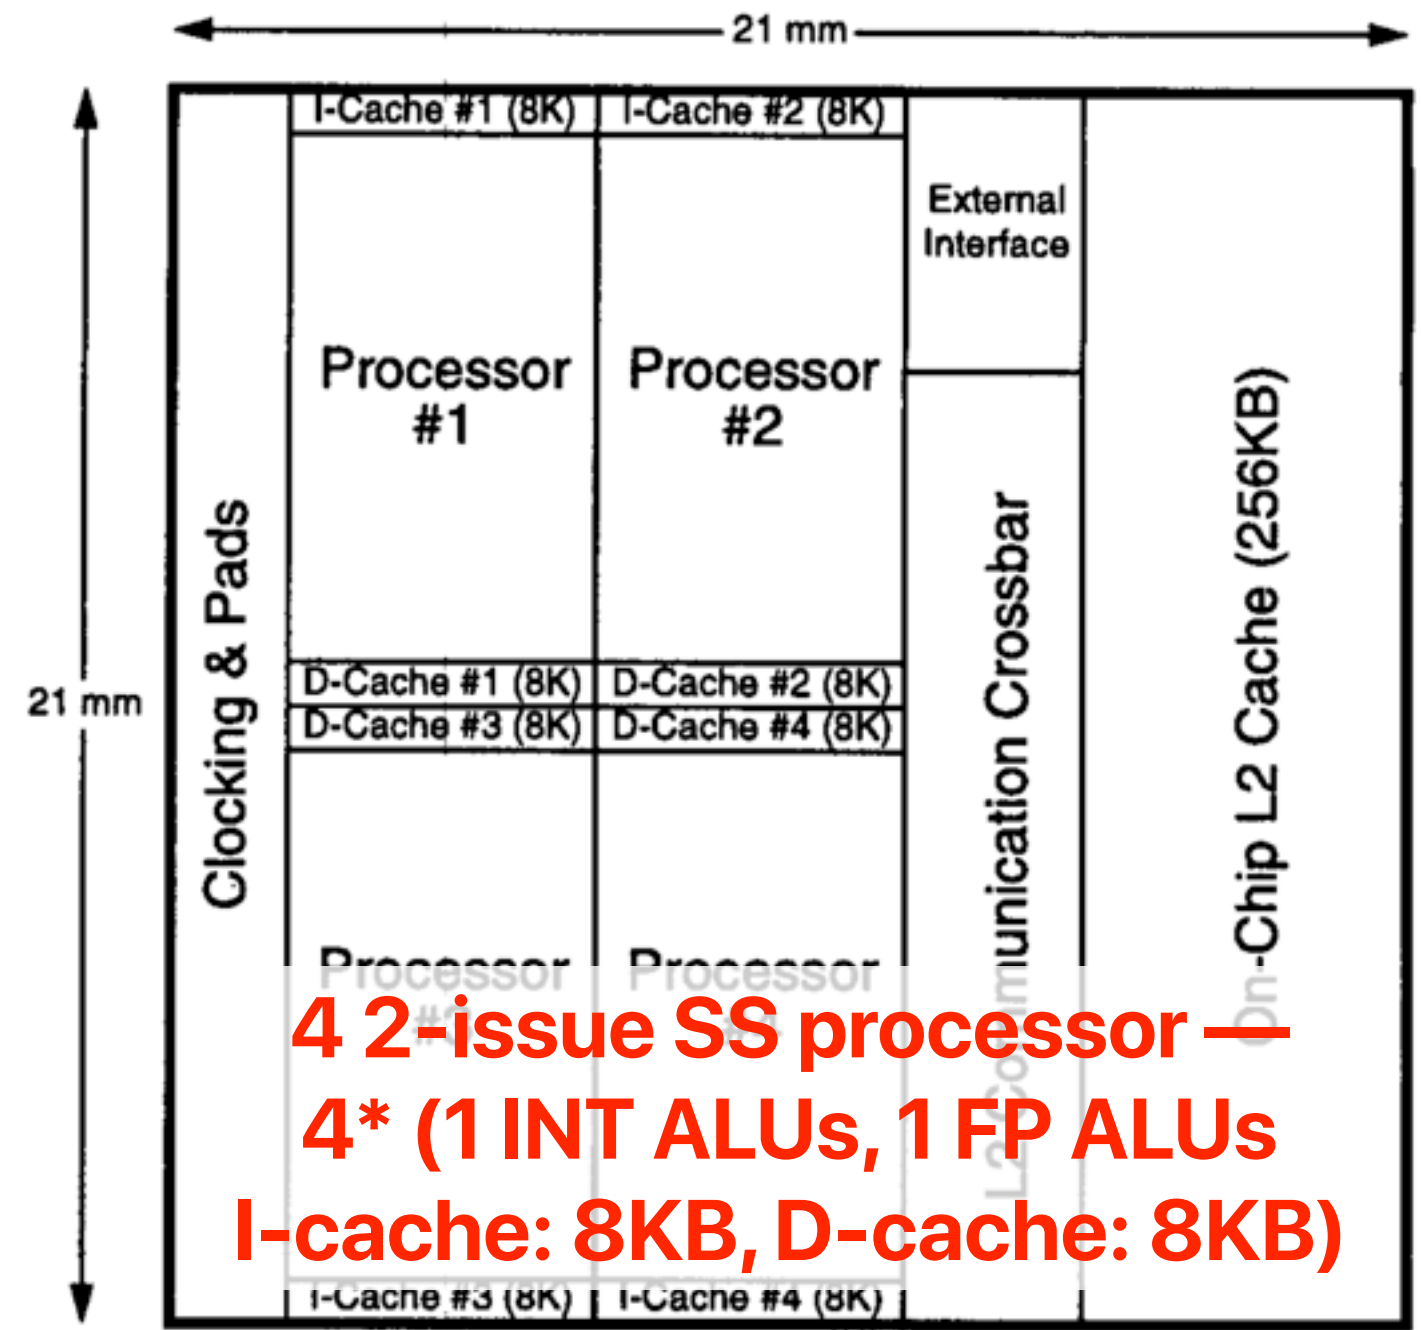 21 mm
I-Cache #1 (8K)
I-Cache #2 (8K)
External
Interface
Processor
#1
Processor
#2
Clocking & Pads
21 mm
D-Cache #1 (8K)
D-Cache #2 (8K)
D-Cache #3 (8K)
D-Cache #4 (8K)
L2 Communication Crossbar
On-Chip L2 Cache (256KB)
Processor
#3
Processor
#4
4 2-issue SS processor —
4* (1 INT ALUs, 1 FP ALUs
I-cache: 8KB, D-cache: 8KB)
I-Cache #3 (8K)
I-Cache #4 (8K)